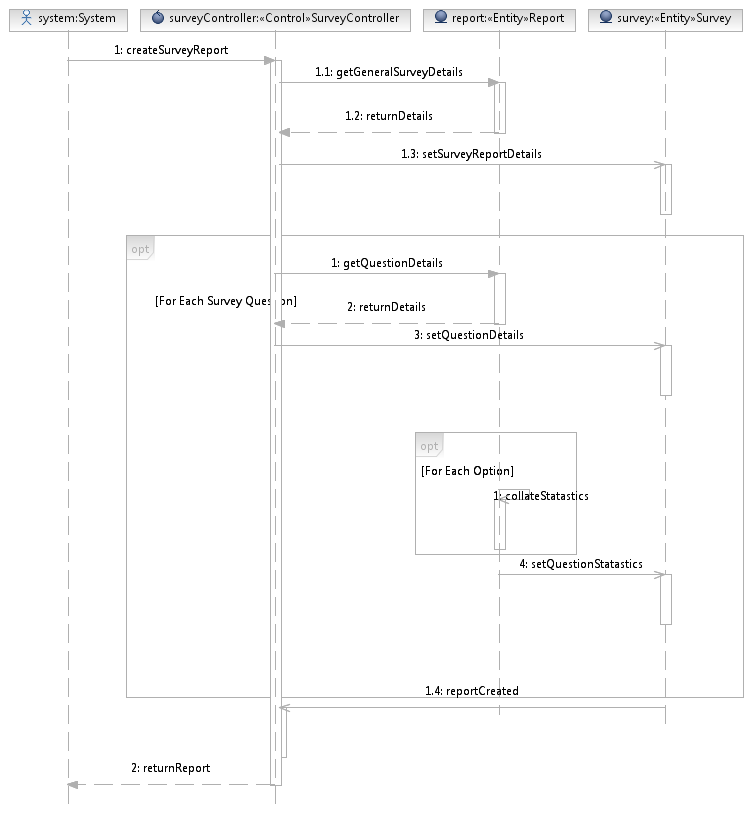 system:System
surveyController:«Control»SurveyController
report:«Entity»Report
survey:«Entity»Survey
1: createSurveyReport
1.1: getGeneralSurveyDetails
1.2: returnDetails
1.3: setSurveyReportDetails
opt
1: getQuestionDetails
[For Each Survey Question]
2: returnDetails
3: setQuestionDetails
opt
[For Each Option]
1: collateStatastics
4: setQuestionStatastics
1.4: reportCreated
2: returnReport